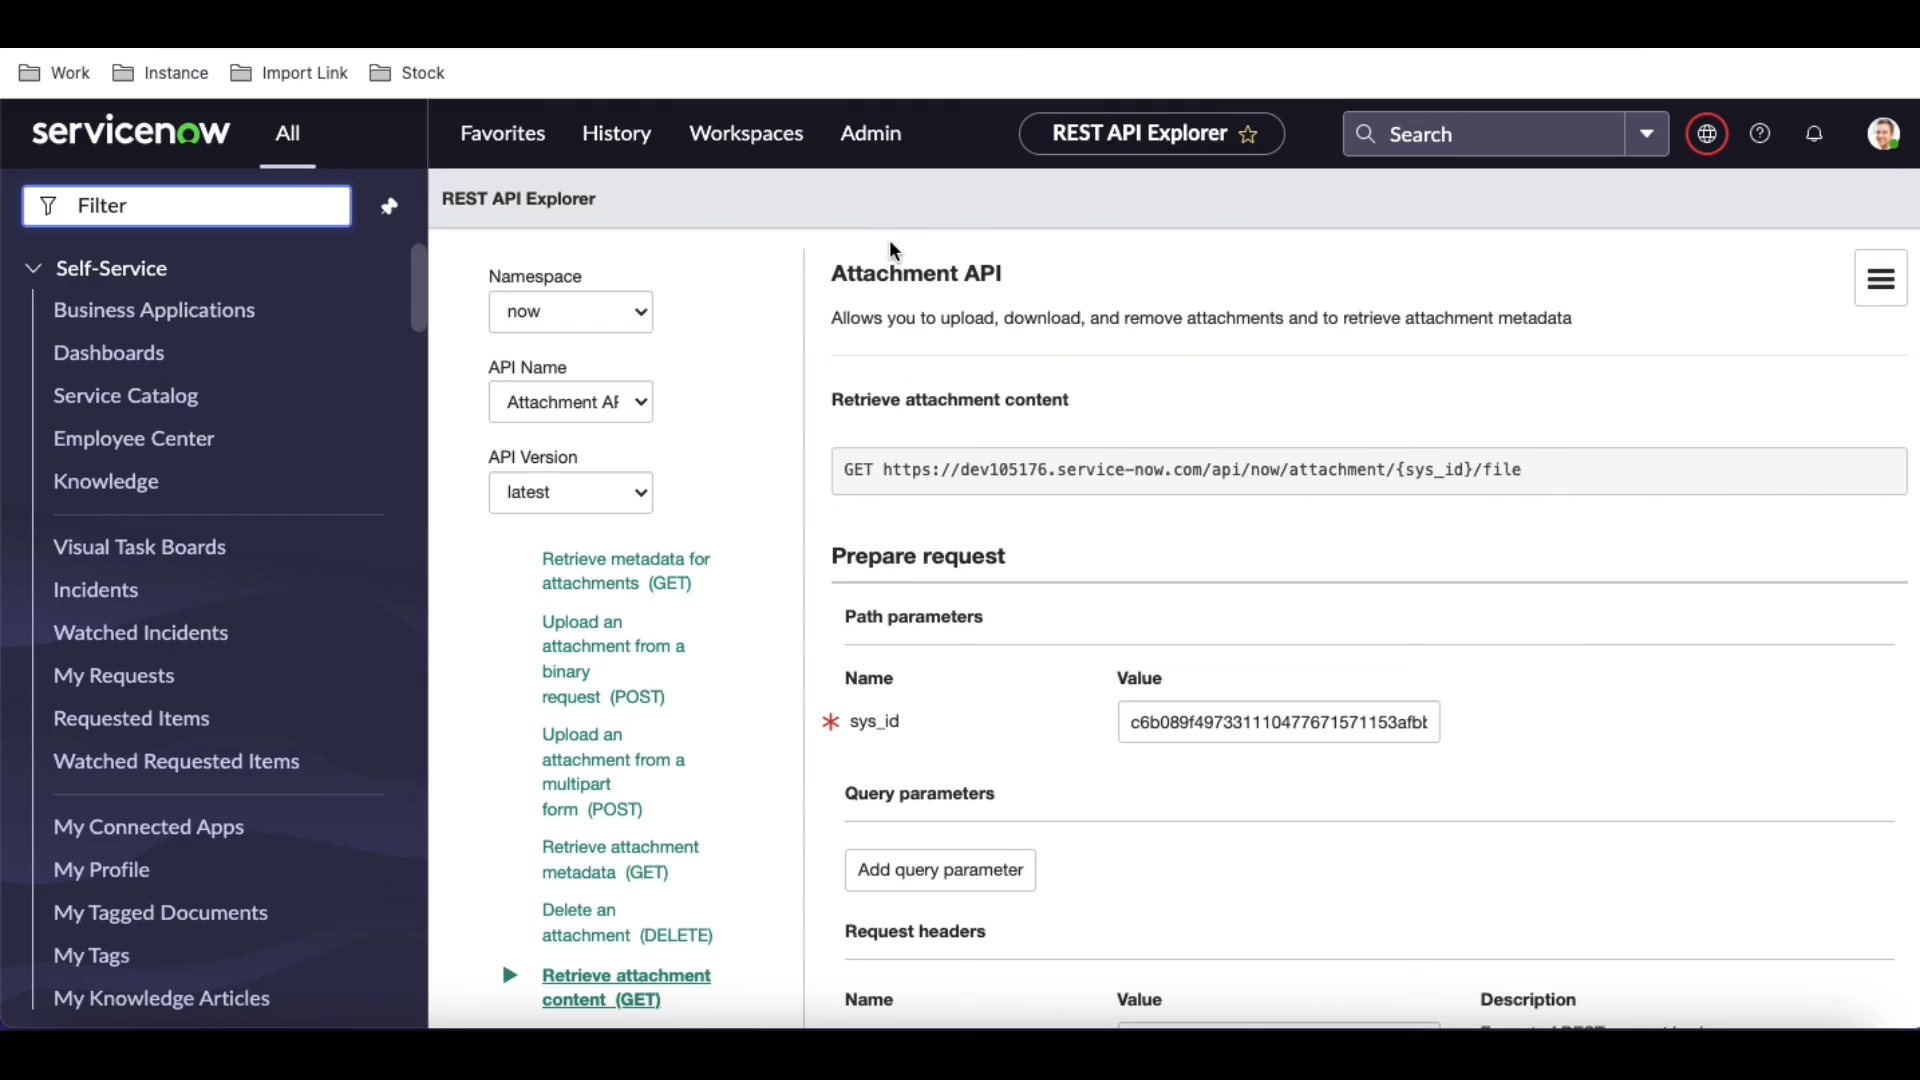 Work Instance Import Link Stock
servicenow All Favorites History Workspaces Admin REST API Explorer Search
Filter
REST API Explorer
Self-Service
Business Applications
Dashboards
Service Catalog
Employee Center
Knowledge
Visual Task Boards
Incidents
Watched Incidents
My Requests
Requested Items
Watched Requested Items
My Connected Apps
My Profile
My Tagged Documents
My Tags
My Knowledge Articles
Namespace
now
API Name
Attachment AP
API Version
latest
Retrieve metadata for
attachments (GET)
Upload an
attachment from a
binary
request (POST)
Upload an
attachment from a
multipart
form (POST)
Retrieve attachment
metadata (GET)
Delete an
attachment (DELETE)
Retrieve attachment
content (GET)
Attachment API
Allows you to upload, download, and remove attachments and to retrieve attachment metadata
Retrieve attachment content
GET https://dev105176.service-now.com/api/now/attachment/{sys_id}/file
Prepare request
Path parameters
Name Value
* sys_id c6b089f497331110477671571153afbb
Query parameters
Add query parameter
Request headers
Name Value Description